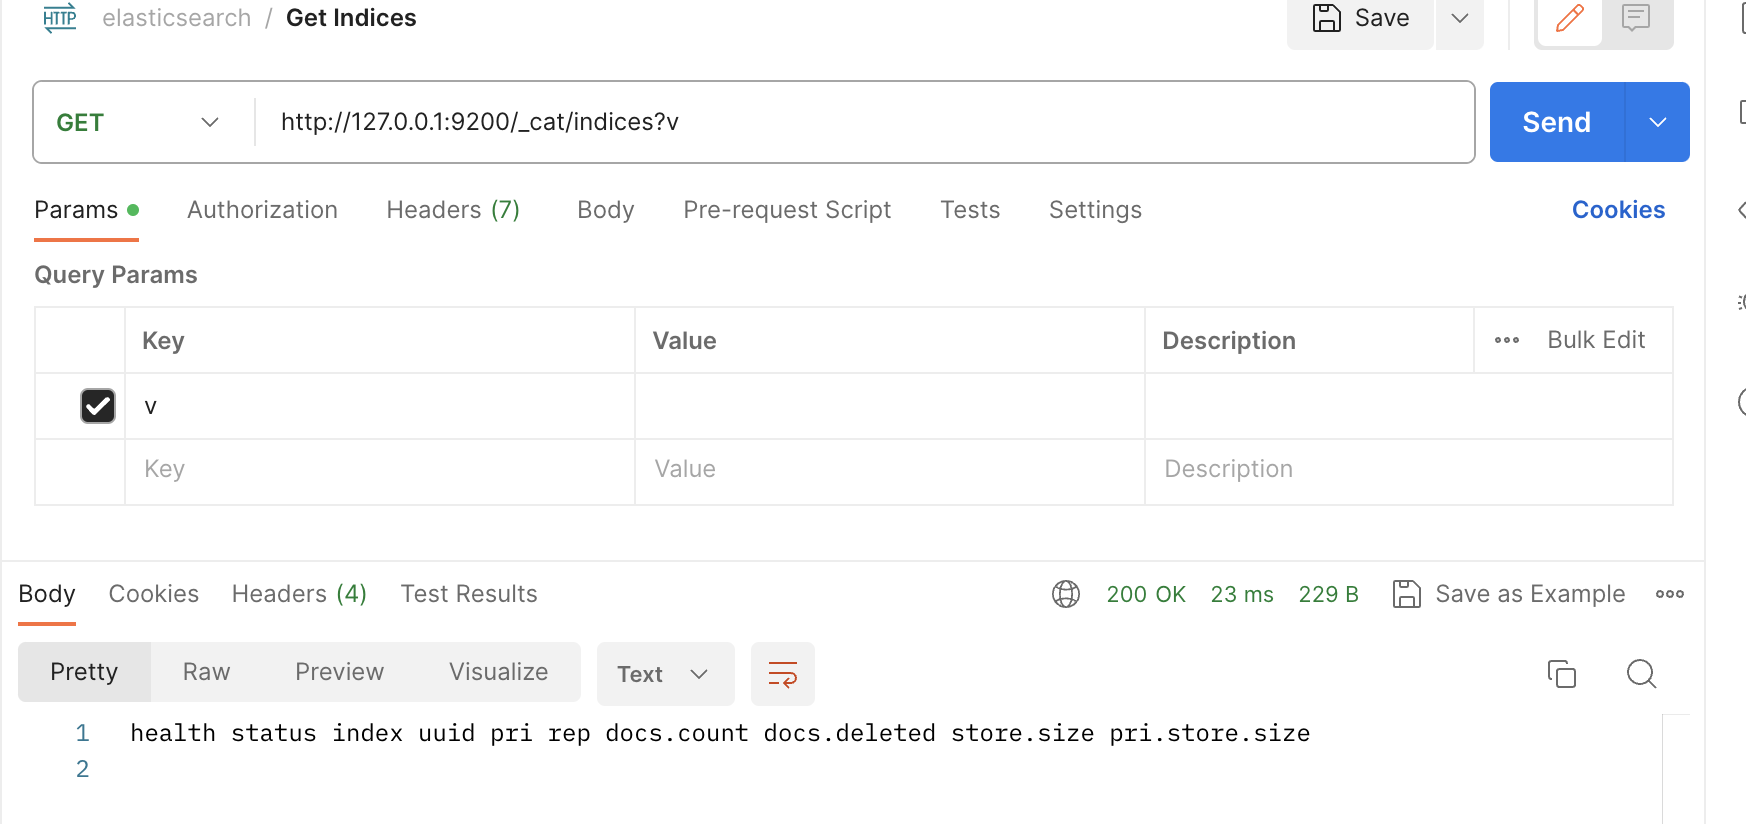 HTTP elasticsearch / Get Indices Save
GET http://127.0.0.1:9200/_cat/indices?v Send
Params Authorization Headers (7) Body Pre-request Script Tests Settings Cookies
Query Params
Key Value Description Bulk Edit
v
Key Value Description
Body Cookies Headers (4) Test Results 200 OK 23 ms 229 B Save as Example
Pretty Raw Preview Visualize Text
1 health status index uuid pri rep docs.count docs.deleted store.size pri.store.size
2